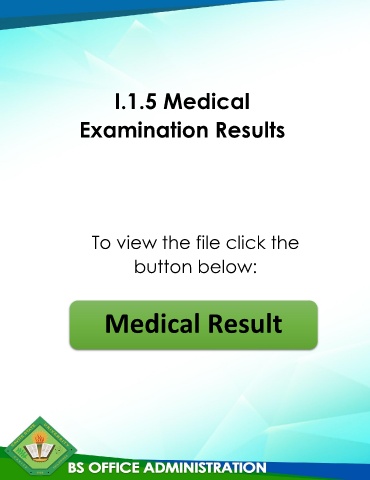 I.1.5 Medical
Examination Results
To view the file click the
button below:
Medical Result
BS OFFICE ADMINISTRATION